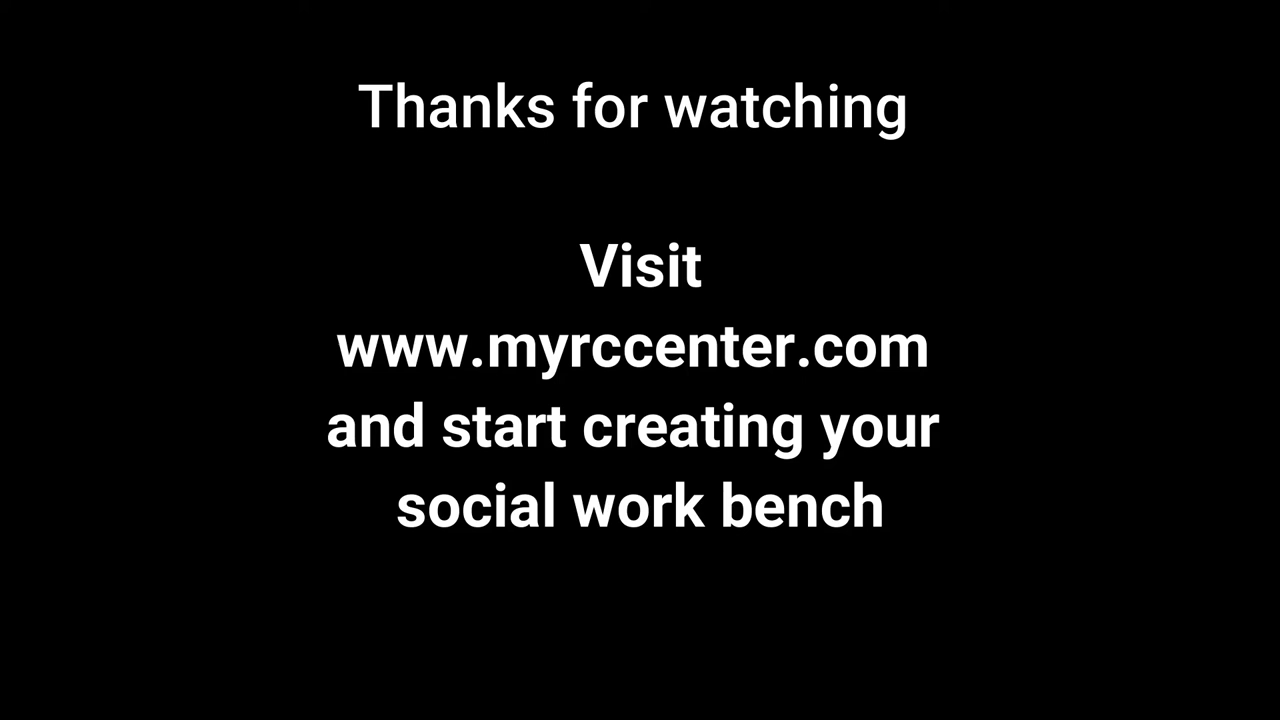 Thanks for watching
Visit
www.myrccenter.com
and start creating your
social work bench